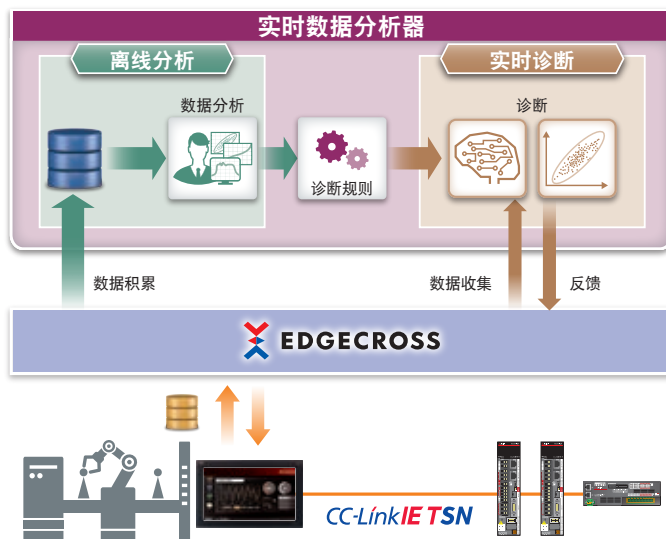 实时数据分析器
离线分析
实时诊断
数据分析
诊断
诊断规则
数据积累
数据收集
反馈
EDGECROSS
CC-Link IE TSN